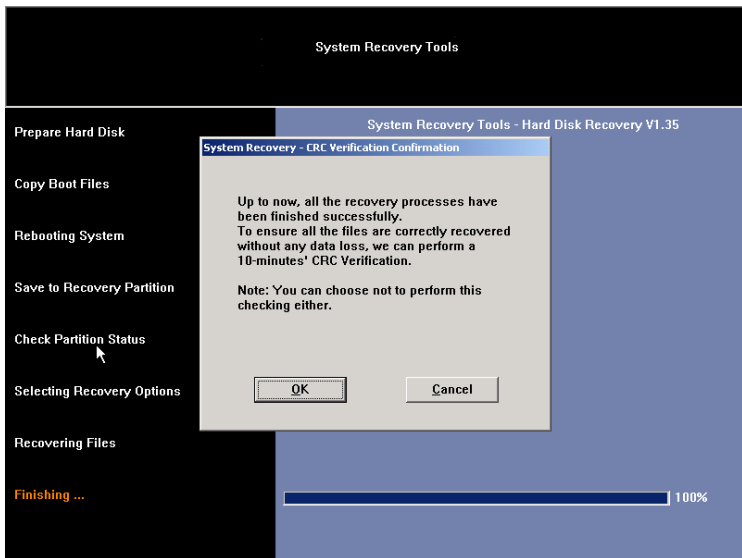 System Recovery Tools
System Recovery Tools - Hard Disk Recovery V1.35
Prepare Hard Disk
Copy Boot Files
Rebooting System
Save to Recovery Partition
Check Partition Status
Selecting Recovery Options
Recovering Files
Finishing ...
System Recovery - CRC Verification Confirmation
Up to now, all the recovery processes have
been finished successfully.
To ensure all the files are correctly recovered
without any data loss, we can perform a
10-minutes' CRC Verification.
Note: You can choose not to perform this
checking either.
OK
Cancel
100%